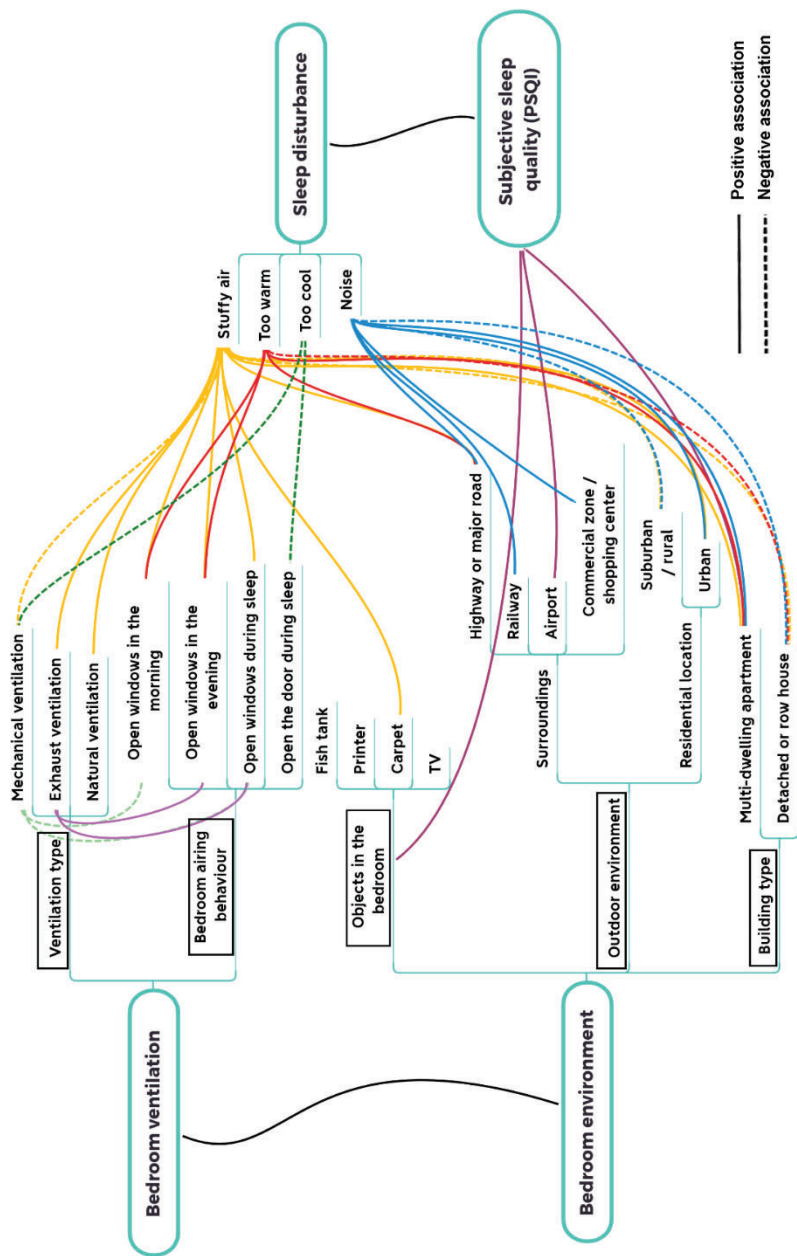 Bedroom ventilation
Ventilation type
Mechanical ventilation
Exhaust ventilation
Natural ventilation
Bedroom airing
behaviour
Open windows in the
morning
Open windows in the
evening
Open windows during sleep
Open the door during sleep
Bedroom environment
Objects in the
bedroom
Fish tank
Printer
Carpet
TV
Outdoor environment
Surroundings
Highway or major road
Railway
Airport
Commercial zone /
shopping center
Residential location
Suburban
/ rural
Urban
Building type
Multi-dwelling apartment
Detached or row house
Stuffy air
Too warm
Too cool
Noise
Sleep disturbance
Subjective sleep
quality (PSQI)
Positive association
Negative association